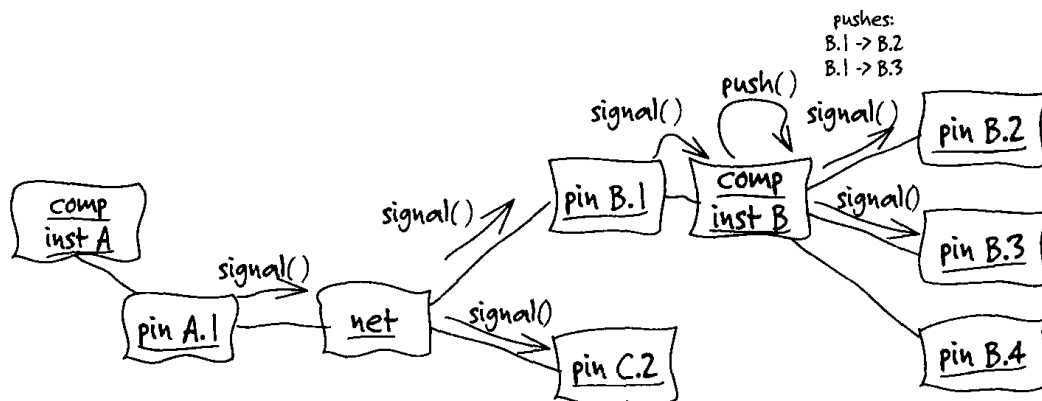 pushes:
B.1 -> B.2
B.1 -> B.3
push()
signal()
signal()
pin B.2
comp
inst B
pin B.1
comp
inst A
signal()
signal()
pin B.3
signal()
pin A.1
net
signal()
pin C.2
pin B.4